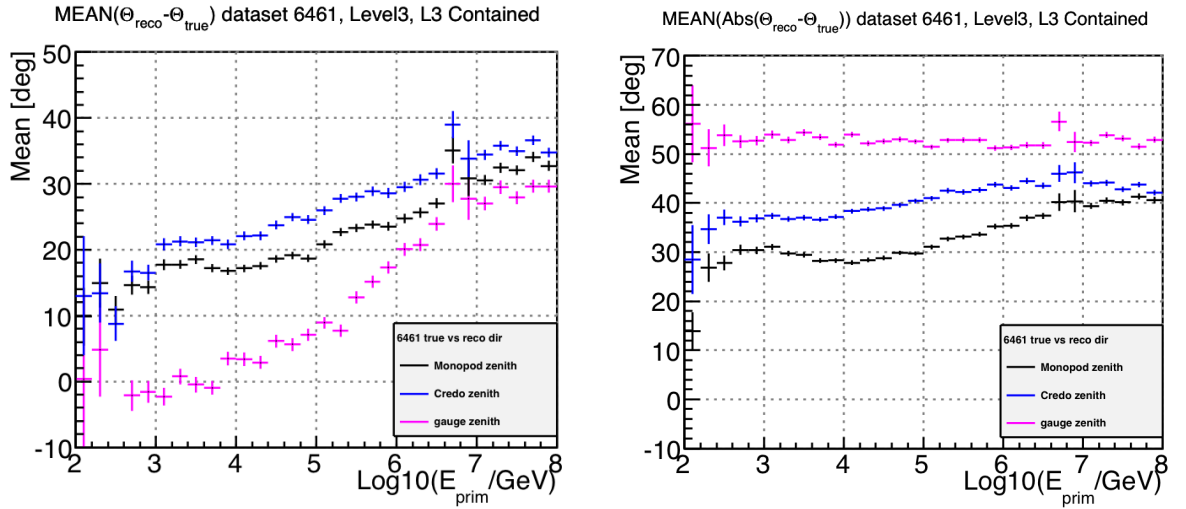 MEAN(Θreco-Θtrue) dataset 6461, Level3, L3 Contained
Mean [deg]
50
40
30
20
10
0
-10
2 3 4 5 6 7 8
Log10(Eprim/GeV)
6461 true vs reco dir
Monopod zenith
Credo zenith
gauge zenith
MEAN(Abs(Θreco-Θtrue)) dataset 6461, Level3, L3 Contained
Mean [deg]
70
60
50
40
30
20
10
0
-10
2 3 4 5 6 7 8
Log10(Eprim/GeV)
6461 true vs reco dir
Monopod zenith
Credo zenith
gauge zenith